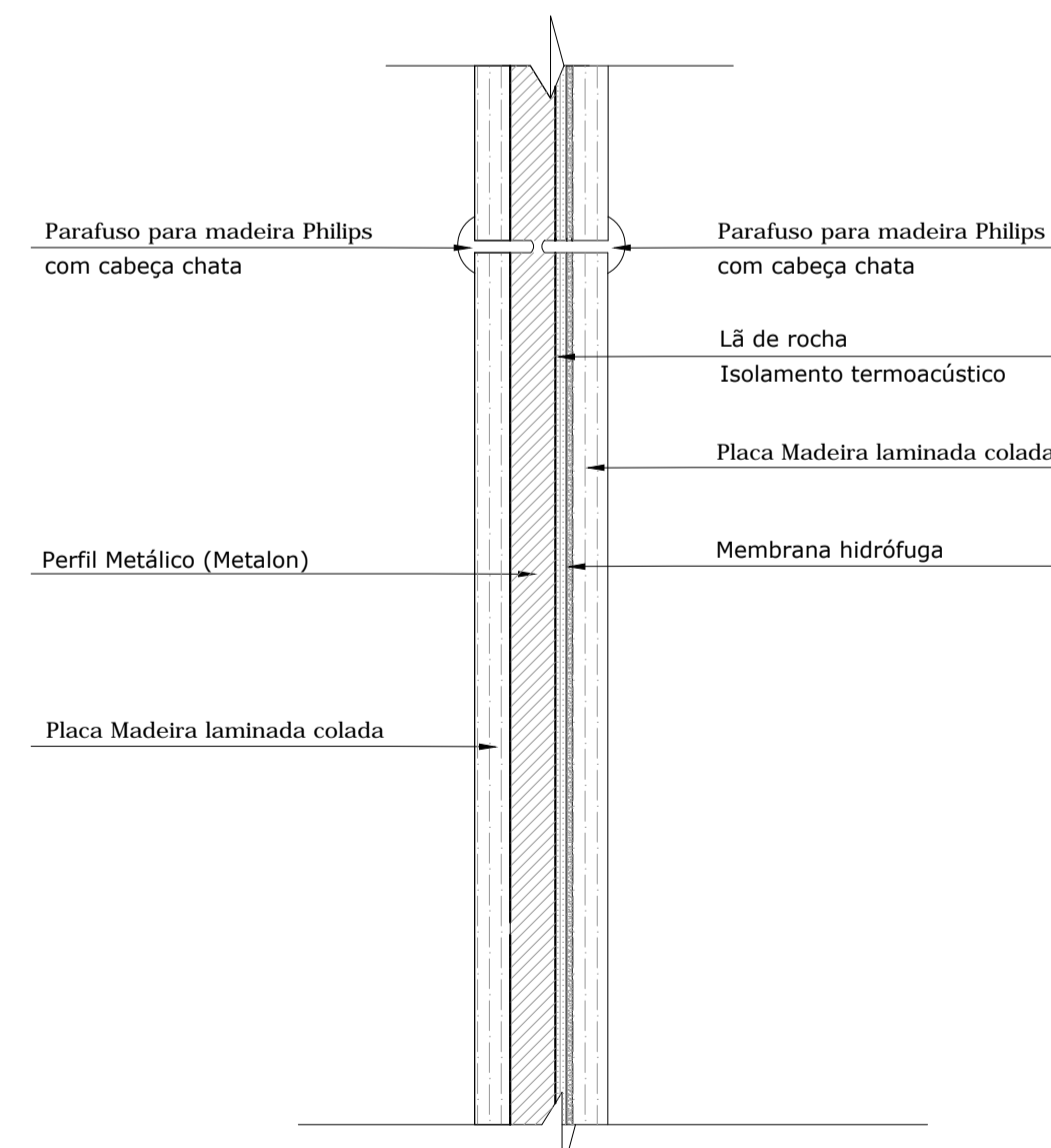 Parafuso para madeira Philips
com cabeça chata
Parafuso para madeira Philips
com cabeça chata
Lã de rocha
Isolamento termoacústico
Placa Madeira laminada colada
Membrana hidrófuga
Perfil Metálico (Metalon)
Placa Madeira laminada colada